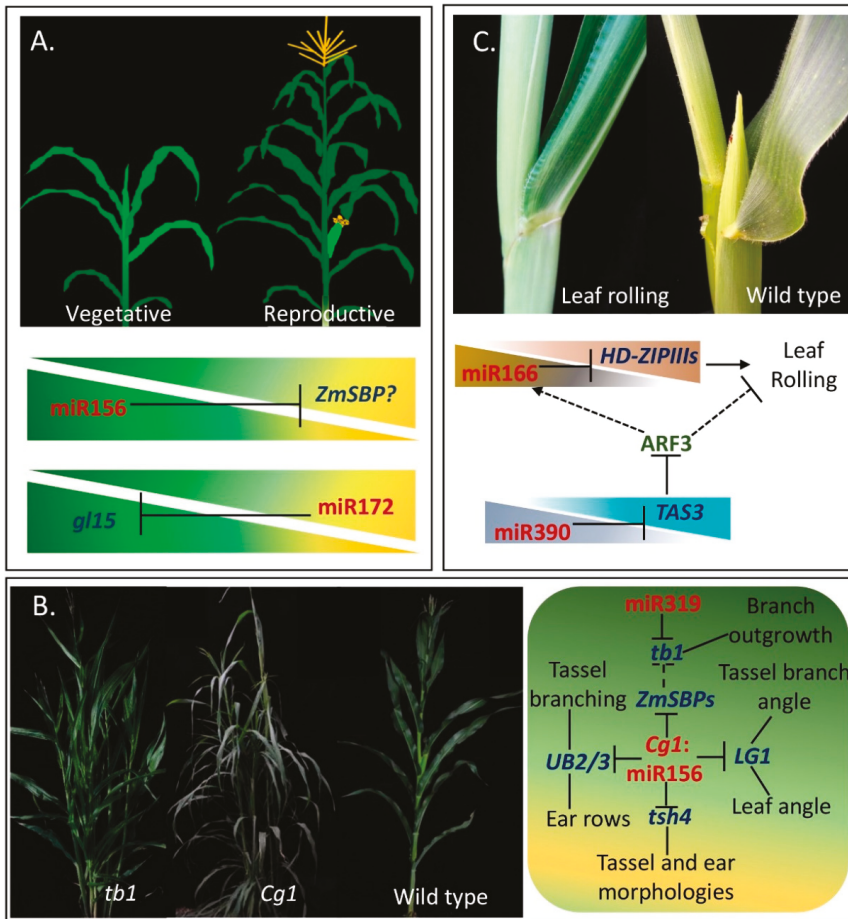 A.
Vegetative
Reproductive
miR156
ZmSBP?
gl15
miR172
C.
Leaf rolling
Wild type
miR166
HD-ZIPIIIs
Leaf
Rolling
ARF3
miR390
TAS3
B.
tb1
Cg1
Wild type
miR319
Branch
outgrowth
tb1
Tassel
branching
ZmSBPs
Tassel branch
angle
UB2/3
Cg1:
miR156
LG1
Ear rows
tsh4
Leaf angle
Tassel and ear
morphologies